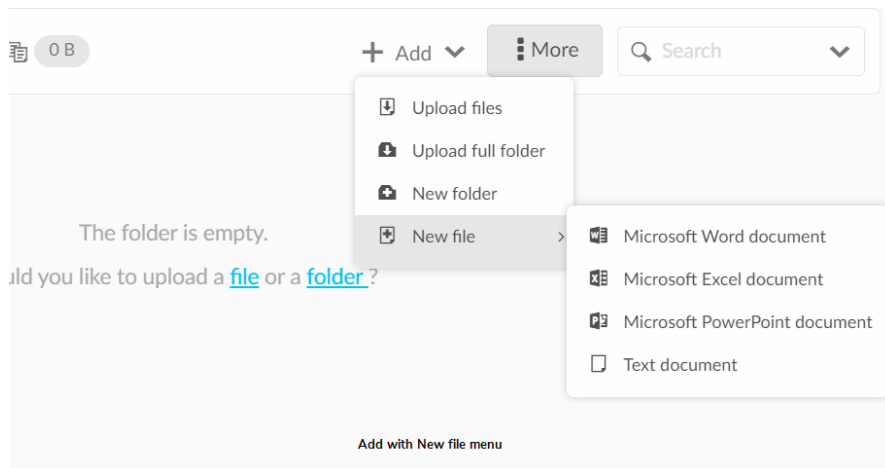 0 B
Add
More
Search
Upload files
Upload full folder
New folder
New file
Microsoft Word document
Microsoft Excel document
Microsoft PowerPoint document
Text document
The folder is empty.
you like to upload a file or a folder ?
Add with New file menu